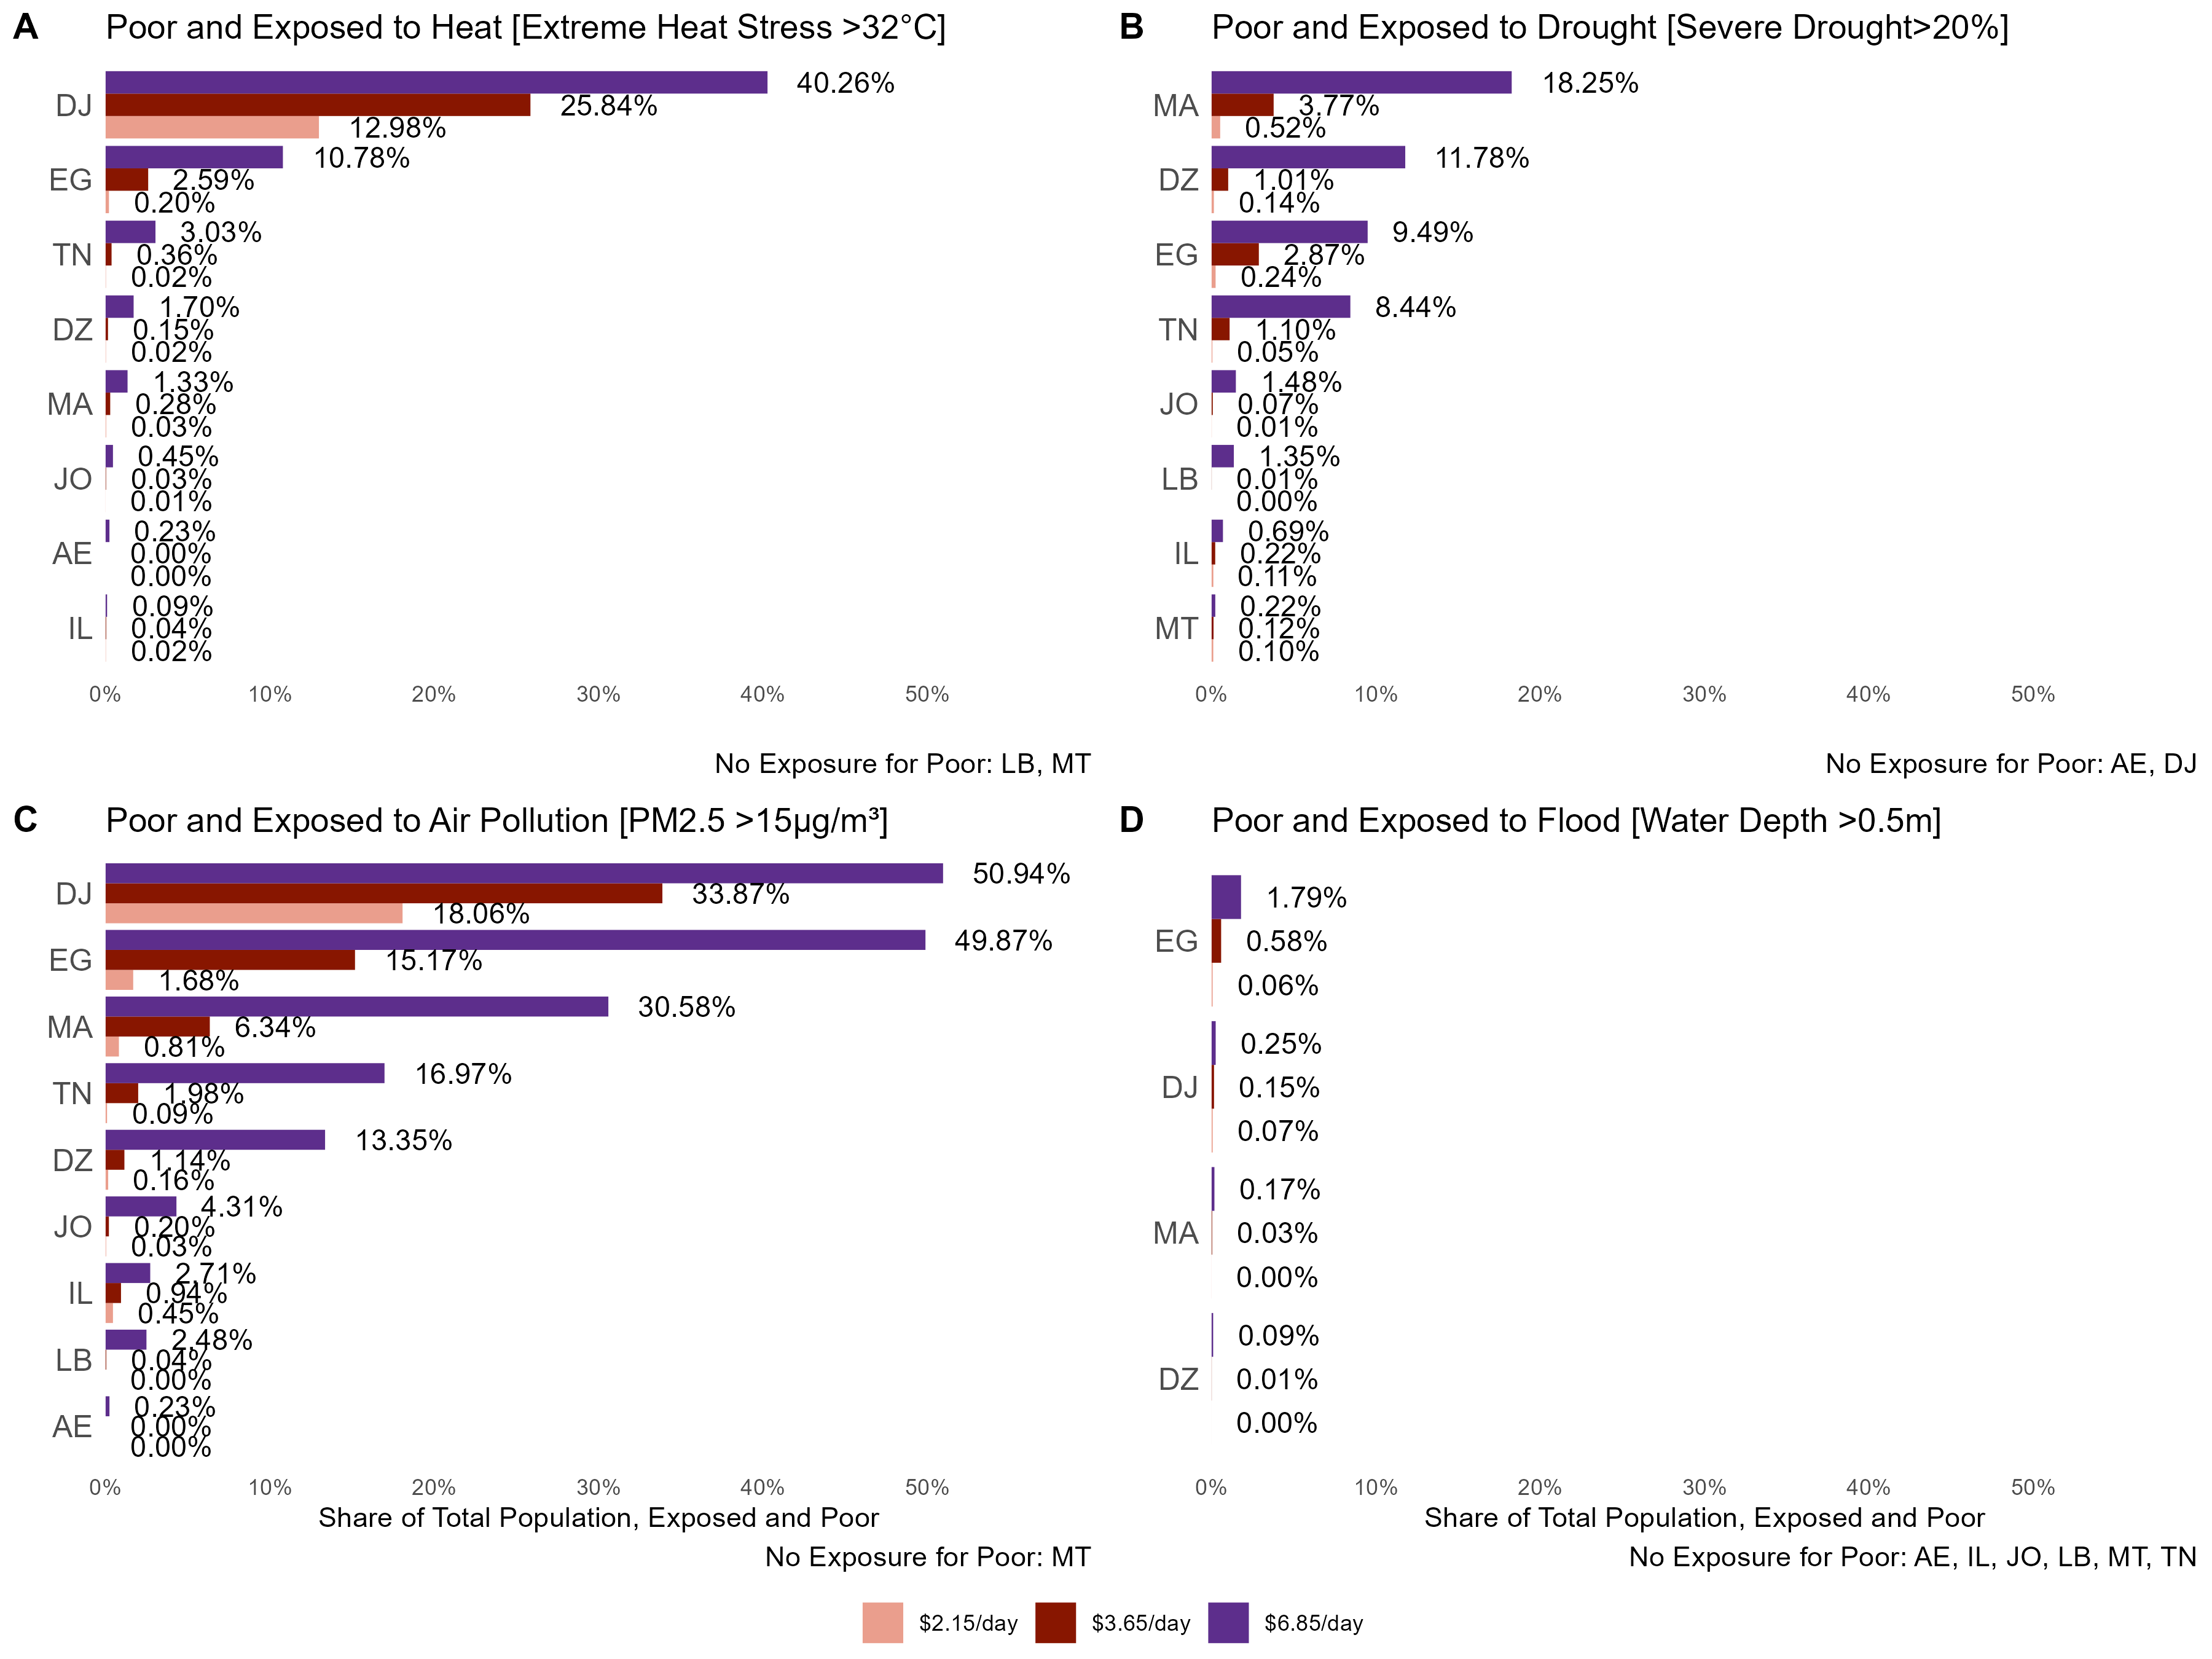 A Poor and Exposed to Heat [Extreme Heat Stress >32°C]
DJ
40.26%
25.84%
12.98%
EG
10.78%
2.59%
0.20%
TN
3.03%
0.36%
0.02%
DZ
1.70%
0.15%
0.02%
MA
1.33%
0.28%
0.03%
JO
0.45%
0.03%
0.01%
AE
0.23%
0.00%
0.00%
IL
0.09%
0.04%
0.02%
0% 10% 20% 30% 40% 50%
No Exposure for Poor: LB, MT
B Poor and Exposed to Drought [Severe Drought>20%]
MA
18.25%
3.77%
0.52%
DZ
11.78%
1.01%
0.14%
EG
9.49%
2.87%
0.24%
TN
8.44%
1.10%
0.05%
JO
1.48%
0.07%
0.01%
LB
1.35%
0.01%
0.00%
IL
0.69%
0.22%
0.11%
MT
0.22%
0.12%
0.10%
0% 10% 20% 30% 40% 50%
No Exposure for Poor: AE, DJ
C Poor and Exposed to Air Pollution [PM2.5 >15µg/m³]
DJ
50.94%
33.87%
18.06%
EG
49.87%
15.17%
1.68%
MA
30.58%
6.34%
0.81%
TN
16.97%
1.98%
0.09%
DZ
13.35%
1.14%
0.16%
JO
4.31%
0.20%
0.03%
IL
2.71%
0.94%
0.45%
LB
2.48%
0.04%
0.00%
AE
0.23%
0.00%
0.00%
0% 10% 20% 30% 40% 50%
Share of Total Population, Exposed and Poor
No Exposure for Poor: MT
D Poor and Exposed to Flood [Water Depth >0.5m]
EG
1.79%
0.58%
0.06%
DJ
0.25%
0.15%
0.07%
MA
0.17%
0.03%
0.00%
DZ
0.09%
0.01%
0.00%
0% 10% 20% 30% 40% 50%
Share of Total Population, Exposed and Poor
No Exposure for Poor: AE, IL, JO, LB, MT, TN
$2.15/day $3.65/day $6.85/day